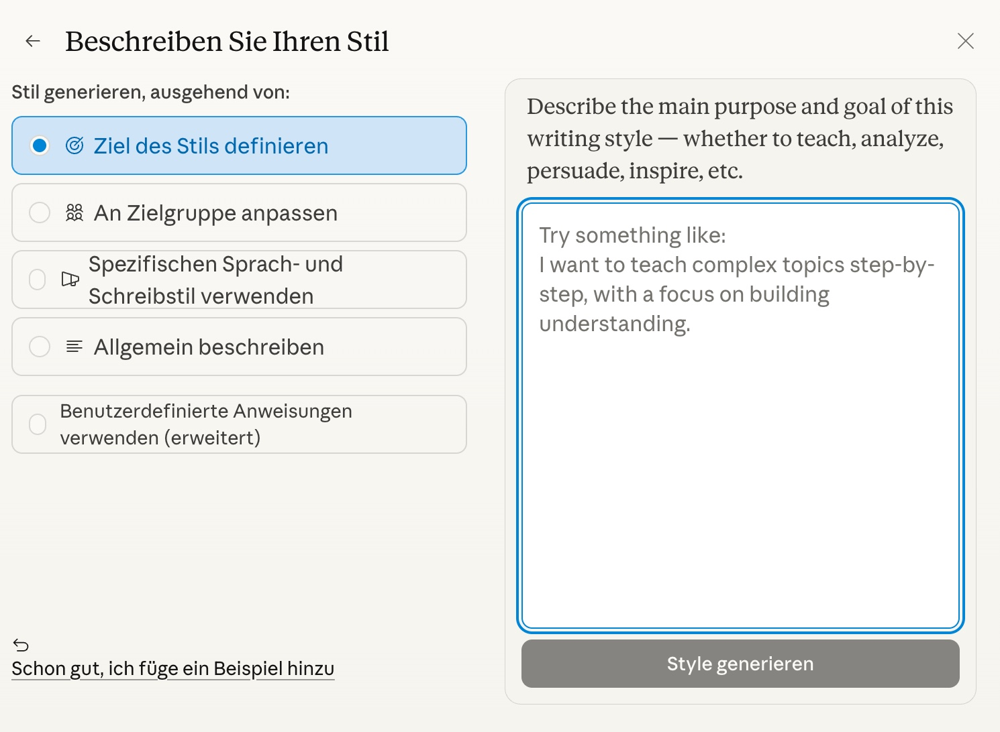 Beschreiben Sie Ihren Stil
Stil generieren, ausgehend von:
Ziel des Stils definieren
An Zielgruppe anpassen
Spezifischen Sprach- und
Schreibstil verwenden
Allgemein beschreiben
Benutzerdefinierte Anweisungen
verwenden (erweitert)
Schon gut, ich füge ein Beispiel hinzu
Describe the main purpose and goal of this
writing style — whether to teach, analyze,
persuade, inspire, etc.
Try something like:
I want to teach complex topics step-by-
step, with a focus on building
understanding.
Style generieren